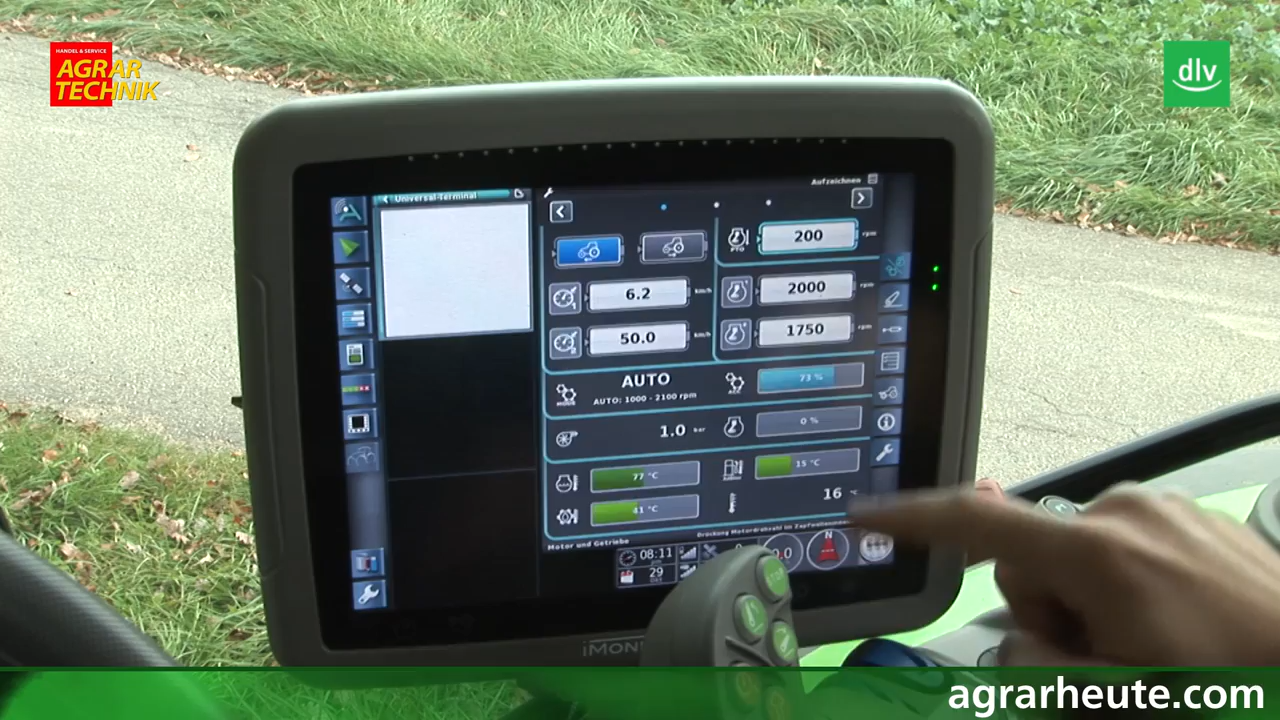 HANDEL & SERVICE
AGRAR
TECHNIK
dlv
Aufzeichnen
Universal-Terminal
200 rpm
PTO
6.2 km/h
2000 rpm
50.0 km/h
1750 rpm
AUTO
AUTO: 1000 - 2100 rpm
73 %
ACC
1.0 bar
0 %
77 °C
15 °C
41 °C
16 °C
Motor und Getriebe
08:11
29
N
STOP
agrarheute.com